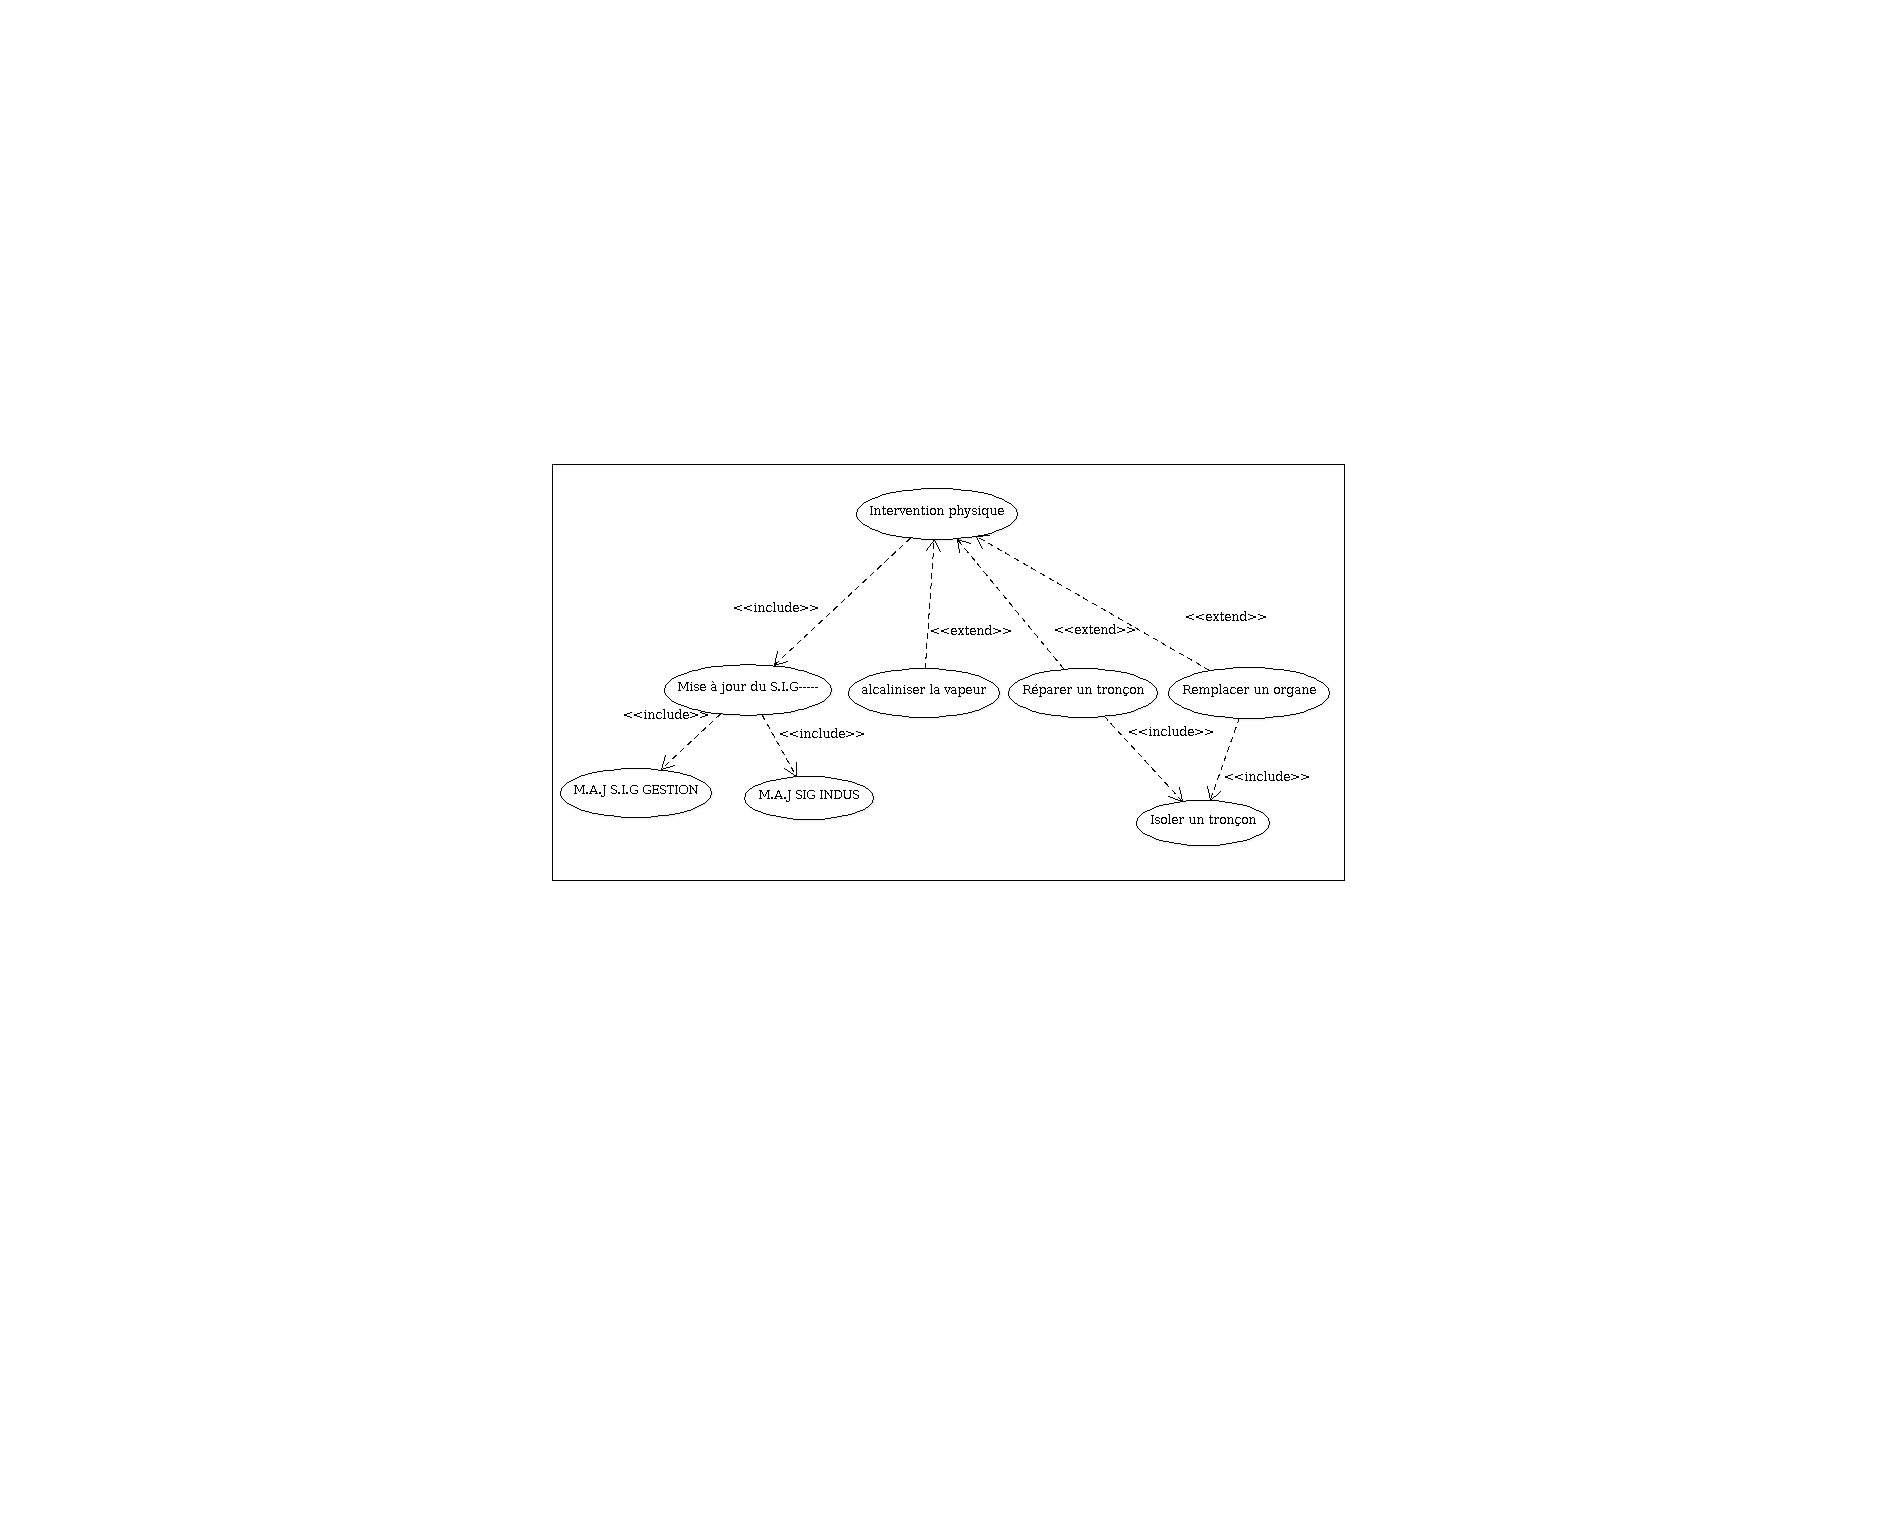 Intervention physique
<<include>>
<<extend>>
<<extend>>
<<extend>>
Mise à jour du S.I.G-----
alcaliniser la vapeur
Réparer un tronçon
Remplacer un organe
<<include>>
<<include>>
<<include>>
<<include>>
M.A.J S.I.G GESTION
M.A.J SIG INDUS
Isoler un tronçon